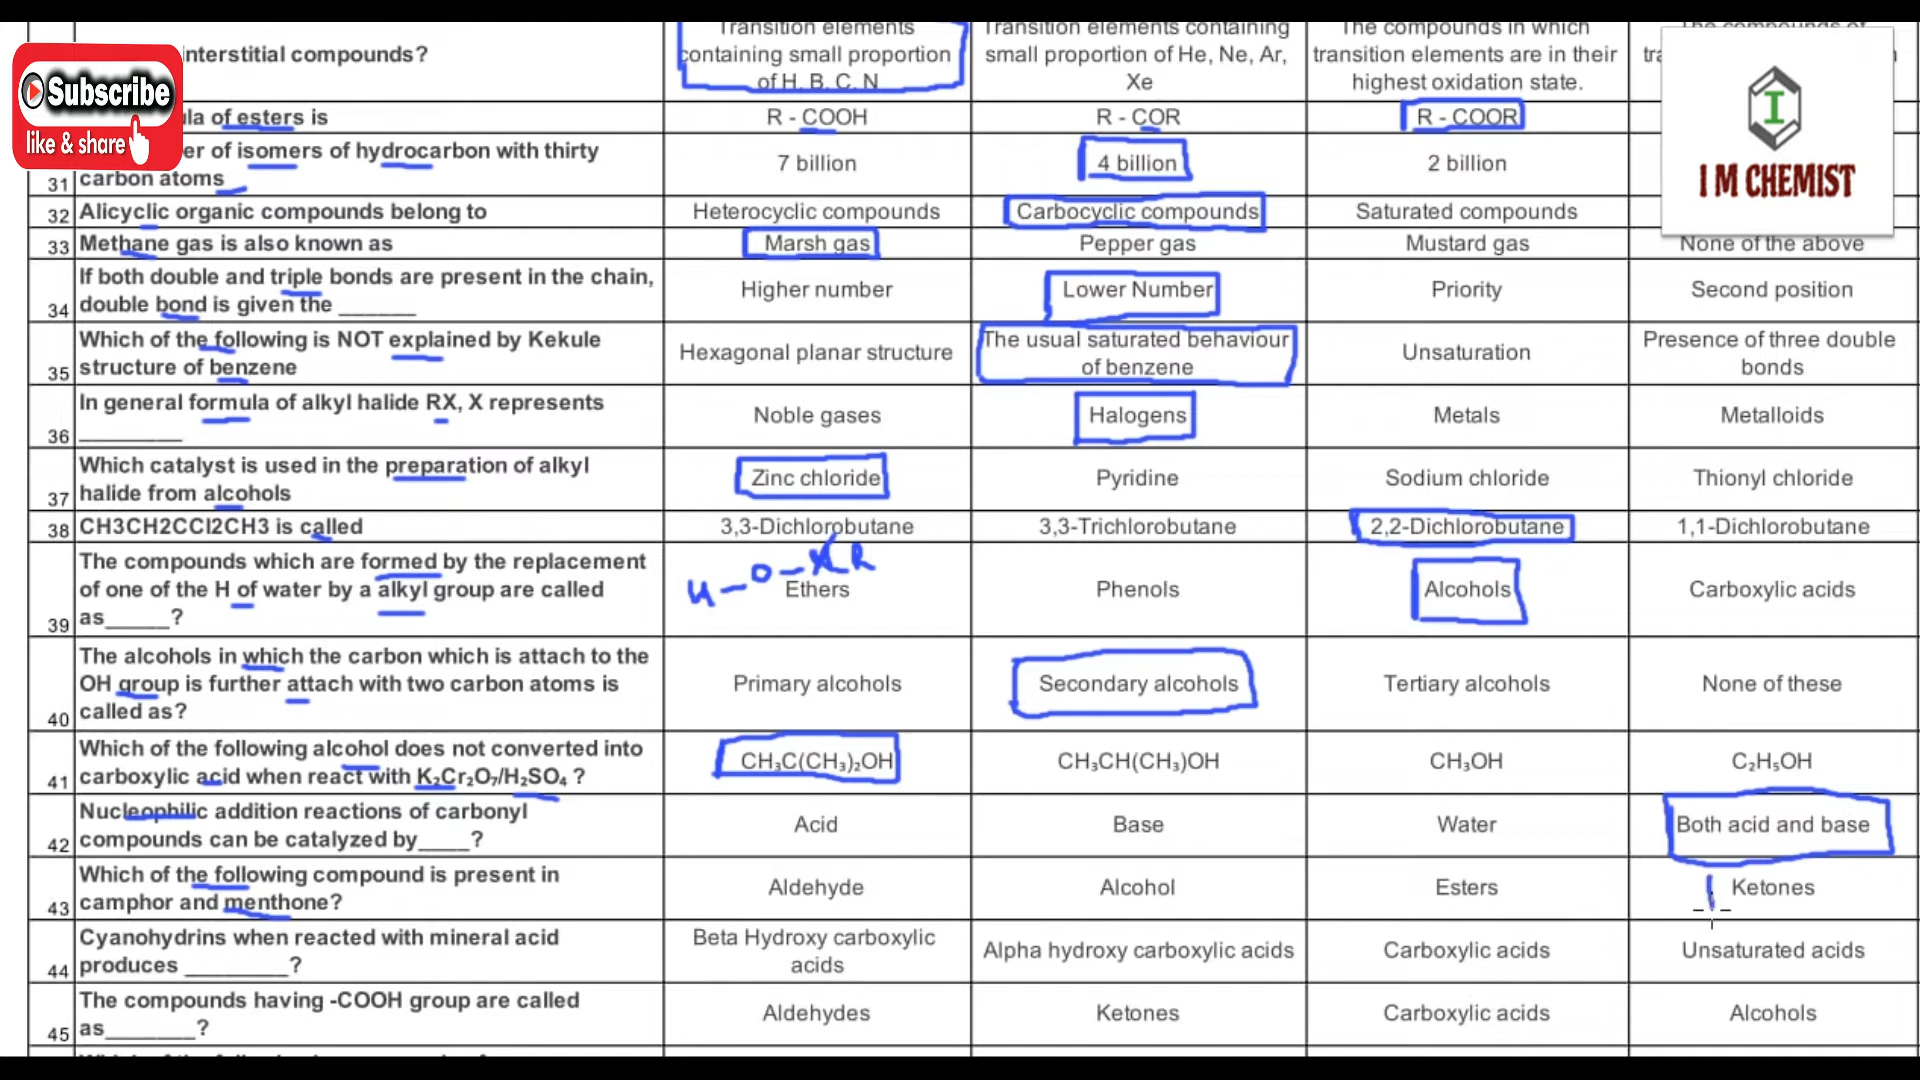 Transition elements
containing small proportion
of H, B, C, N
Transition elements containing
small proportion of He, Ne, Ar,
Xe
The compounds in which
transition elements are in their
highest oxidation state.
The compounds of
interstitial compounds?
Subscribe
like & share
I
I M CHEMIST
ula of esters is
R - COOH
R - COR
R - COOR
31
er of isomers of hydrocarbon with thirty
carbon atoms
7 billion
4 billion
2 billion
32
Alicyclic organic compounds belong to
Heterocyclic compounds
Carbocyclic compounds
Saturated compounds
33
Methane gas is also known as
Marsh gas
Pepper gas
Mustard gas
None of the above
34
If both double and triple bonds are present in the chain,
double bond is given the ______
Higher number
Lower Number
Priority
Second position
35
Which of the following is NOT explained by Kekule
structure of benzene
Hexagonal planar structure
The usual saturated behaviour
of benzene
Unsaturation
Presence of three double
bonds
36
In general formula of alkyl halide RX, X represents
________
Noble gases
Halogens
Metals
Metalloids
37
Which catalyst is used in the preparation of alkyl
halide from alcohols
Zinc chloride
Pyridine
Sodium chloride
Thionyl chloride
38
CH3CH2CCl2CH3 is called
3,3-Dichlorobutane
3,3-Trichlorobutane
2,2-Dichlorobutane
1,1-Dichlorobutane
39
The compounds which are formed by the replacement
of one of the H of water by a alkyl group are called
as_____?
H - O - R
Ethers
Phenols
Alcohols
Carboxylic acids
40
The alcohols in which the carbon which is attach to the
OH group is further attach with two carbon atoms is
called as?
Primary alcohols
Secondary alcohols
Tertiary alcohols
None of these
41
Which of the following alcohol does not converted into
carboxylic acid when react with K₂Cr₂O₇/H₂SO₄ ?
CH₃C(CH₃)₂OH
CH₃CH(CH₃)OH
CH₃OH
C₂H₅OH
42
Nucleophilic addition reactions of carbonyl
compounds can be catalyzed by____?
Acid
Base
Water
Both acid and base
43
Which of the following compound is present in
camphor and menthone?
Aldehyde
Alcohol
Esters
Ketones
44
Cyanohydrins when reacted with mineral acid
produces ________?
Beta Hydroxy carboxylic
acids
Alpha hydroxy carboxylic acids
Carboxylic acids
Unsaturated acids
45
The compounds having -COOH group are called
as_______?
Aldehydes
Ketones
Carboxylic acids
Alcohols